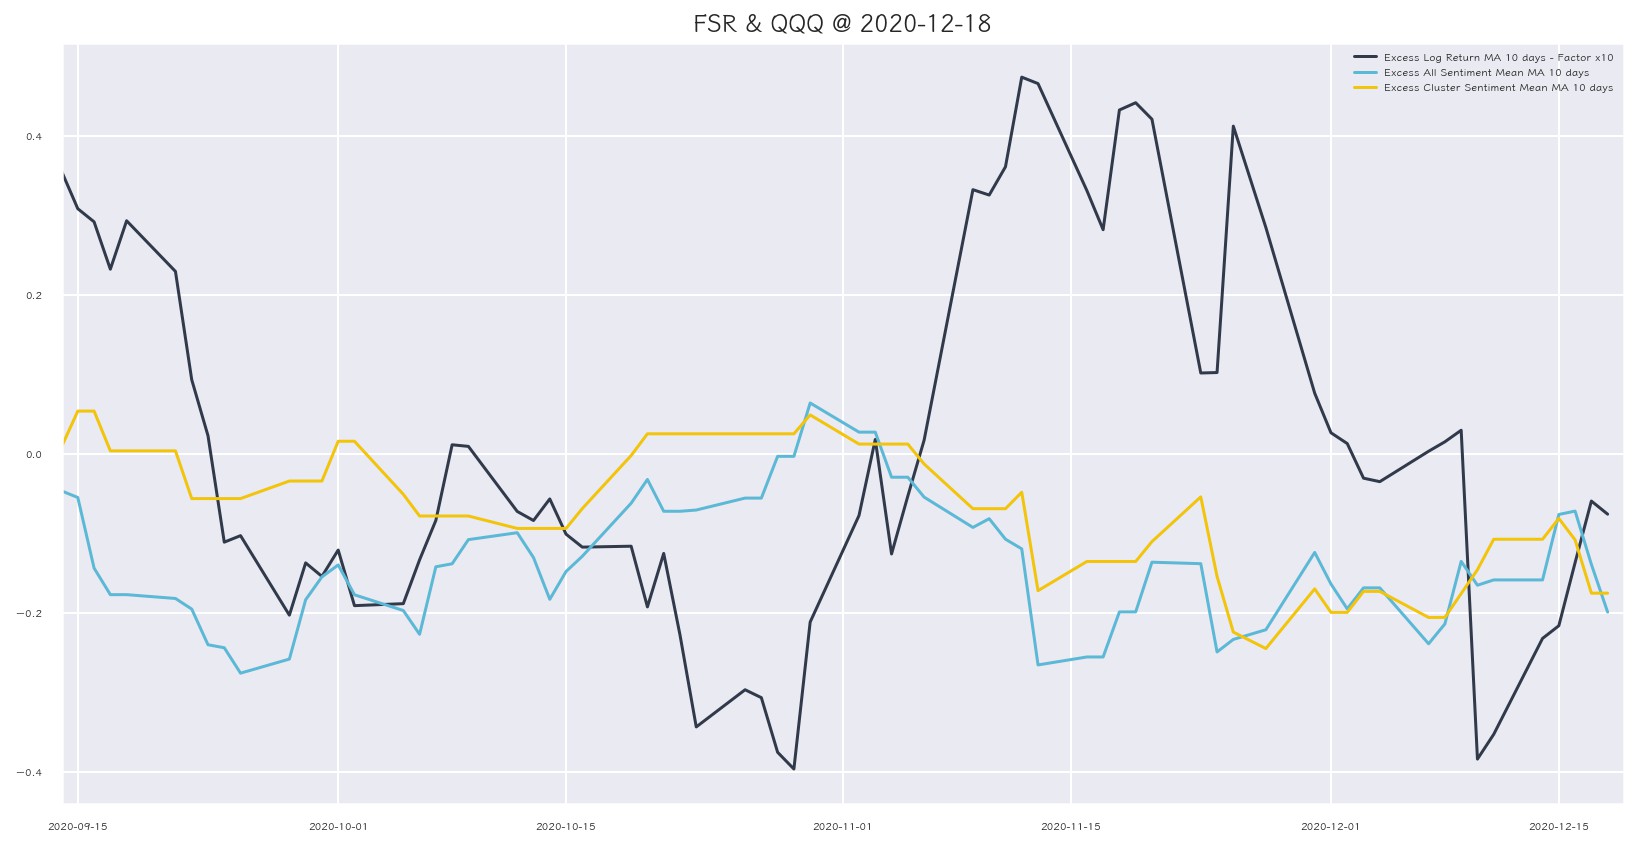 FSR & QQQ @ 2020-12-18
Excess Log Return MA 10 days - Factor x10
Excess All Sentiment Mean MA 10 days
Excess Cluster Sentiment Mean MA 10 days
0.4
0.2
0.0
−0.2
−0.4
2020-09-15 2020-10-01 2020-10-15 2020-11-01 2020-11-15 2020-12-01 2020-12-15